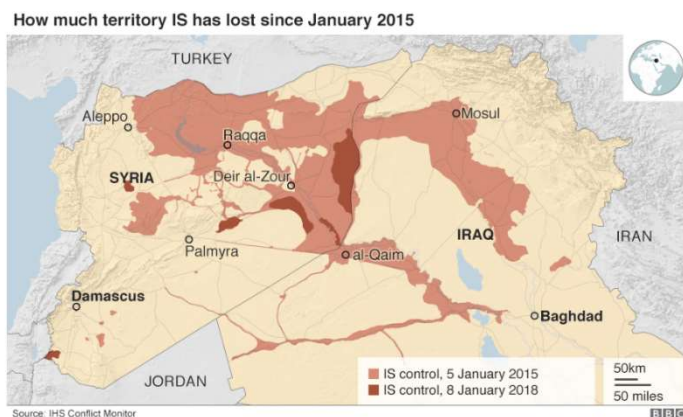 How much territory IS has lost since January 2015
TURKEY
Aleppo
Mosul
Raqqa
SYRIA
Deir al-Zour
IRAQ
IRAN
Palmyra
al-Qaim
Damascus
Baghdad
JORDAN
IS control, 5 January 2015
IS control, 8 January 2018
50km
50 miles
Source: IHS Conflict Monitor
BBC